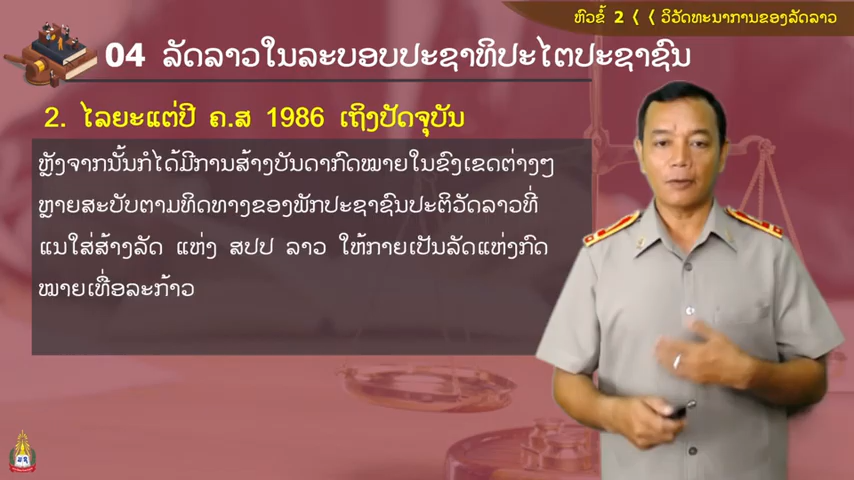 ຫົວຂໍ້ 2 〈〈 ວິວັດທະນາການຂອງລັດລາວ
04 ລັດລາວໃນລະບອບປະຊາທິປະໄຕປະຊາຊົນ
2. ໄລຍະແຕ່ປີ ຄ.ສ 1986 ເຖິງປັດຈຸບັນ
ຫຼັງຈາກນັ້ນກໍໄດ້ມີການສ້າງບັນດາກົດໝາຍໃນຂົງເຂດຕ່າງໆ
ຫຼາຍສະບັບຕາມທິດທາງຂອງພັກປະຊາຊົນປະຕິວັດລາວທີ່
ແນໃສ່ສ້າງລັດ ແຫ່ງ ສປປ ລາວ ໃຫ້ກາຍເປັນລັດແຫ່ງກົດ
ໝາຍເທື່ອລະກ້າວ